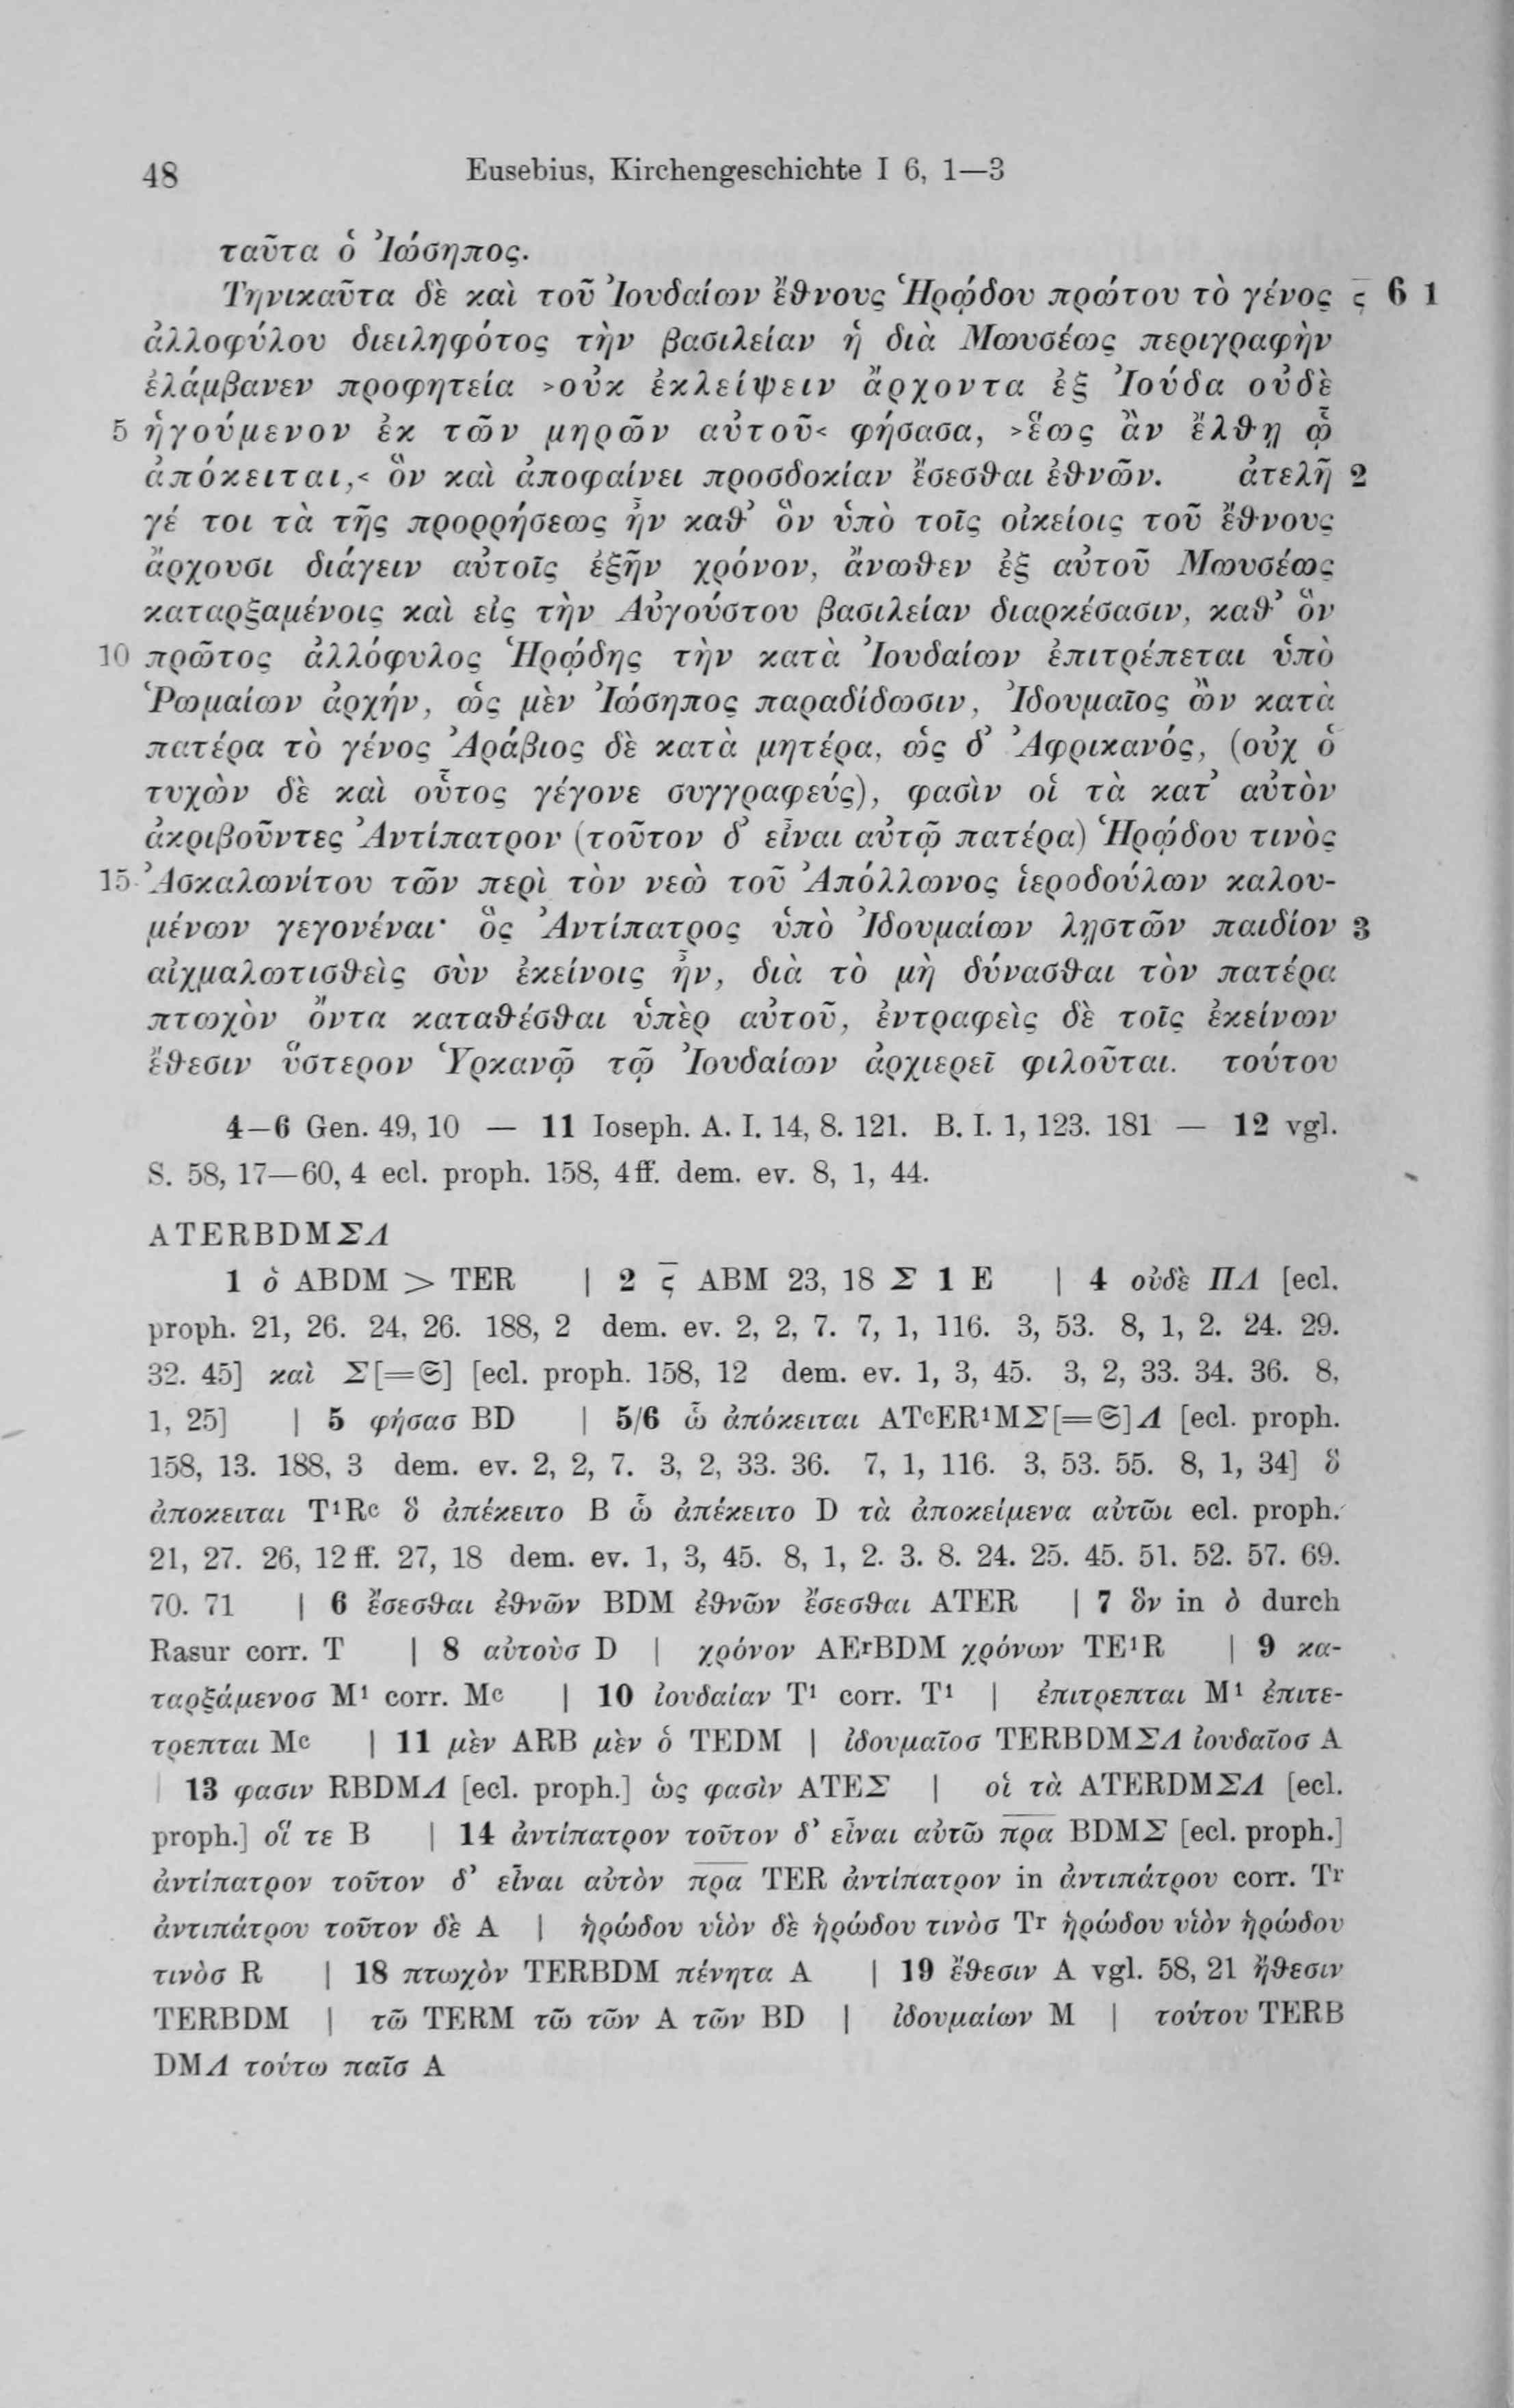 48 Eusebius, Kirchengeschichte I 6, 1—3
ταῦτα ὁ Ἰώσηπος.
Τηνικαῦτα δὲ καὶ τοῦ Ἰουδαίων ἔθνους Ἡρῴδου πρώτου τὸ γένος ς̅ 6 1
ἀλλοφύλου διειληφότος τὴν βασιλείαν ἡ διὰ Μωυσέως περιγραφὴν
ἐλάμβανεν προφητεία >οὐκ ἐκλείψειν ἄρχοντα ἐξ Ἰούδα οὐδὲ
5 ἡγούμενον ἐκ τῶν μηρῶν αὐτοῦ< φήσασα, >ἕως ἂν ἔλθῃ ᾧ
ἀπόκειται,< ὃν καὶ ἀποφαίνει προσδοκίαν ἔσεσθαι ἐθνῶν. ἀτελῆ 2
γέ τοι τὰ τῆς προρρήσεως ἦν καθ' ὃν ὑπὸ τοῖς οἰκείοις τοῦ ἔθνους
ἄρχουσι διάγειν αὐτοῖς ἐξῆν χρόνον, ἄνωθεν ἐξ αὐτοῦ Μωυσέως
καταρξαμένοις καὶ εἰς τὴν Αὐγούστου βασιλείαν διαρκέσασιν, καθ' ὃν
10 πρῶτος ἀλλόφυλος Ἡρῴδης τὴν κατὰ Ἰουδαίων ἐπιτρέπεται ὑπὸ
Ῥωμαίων ἀρχήν, ὡς μὲν Ἰώσηπος παραδίδωσιν, Ἰδουμαῖος ὢν κατὰ
πατέρα τὸ γένος Ἀράβιος δὲ κατὰ μητέρα, ὡς δ' Ἀφρικανός, (οὐχ ὁ
τυχὼν δὲ καὶ οὗτος γέγονε συγγραφεύς), φασὶν οἱ τὰ κατ' αὐτὸν
ἀκριβοῦντες Ἀντίπατρον (τοῦτον δ' εἶναι αὐτῷ πατέρα) Ἡρῴδου τινὸς
15 Ἀσκαλωνίτου τῶν περὶ τὸν νεὼ τοῦ Ἀπόλλωνος ἱεροδούλων καλου-
μένων γεγονέναι· ὃς Ἀντίπατρος ὑπὸ Ἰδουμαίων λῃστῶν παιδίον 3
αἰχμαλωτισθεὶς σὺν ἐκείνοις ἦν, διὰ τὸ μὴ δύνασθαι τὸν πατέρα
πτωχὸν ὄντα καταθέσθαι ὑπὲρ αὐτοῦ, ἐντραφεὶς δὲ τοῖς ἐκείνων
ἔθεσιν ὕστερον Ὑρκανῷ τῷ Ἰουδαίων ἀρχιερεῖ φιλοῦται. τούτου
4—6 Gen. 49, 10 — 11 Ioseph. A. I. 14, 8. 121. B. I. 1, 123. 181 — 12 vgl.
S. 58, 17—60, 4 ecl. proph. 158, 4 ff. dem. ev. 8, 1, 44.
ATERBDMΣΛ
1 ὁ ABDM > TER | 2 ς̅ ABM 23, 18 Σ 1 E | 4 οὐδὲ ΠΛ [ecl.
proph. 21, 26. 24, 26. 188, 2 dem. ev. 2, 2, 7. 7, 1, 116. 3, 53. 8, 1, 2. 24. 29.
32. 45] καὶ Σ[=𝔖] [ecl. proph. 158, 12 dem. ev. 1, 3, 45. 3, 2, 33. 34. 36. 8,
1, 25] | 5 φήσασ BD | 5/6 ὧ ἀπόκειται ATᶜER¹MΣ[=𝔖]Λ [ecl. proph.
158, 13. 188, 3 dem. ev. 2, 2, 7. 3, 2, 33. 36. 7, 1, 116. 3, 53. 55. 8, 1, 34] ὃ
ἀποκειται T¹Rᶜ ὃ ἀπέκειτο B ὧ ἀπέκειτο D τὰ ἀποκείμενα αὐτῶι ecl. proph.
21, 27. 26, 12 ff. 27, 18 dem. ev. 1, 3, 45. 8, 1, 2. 3. 8. 24. 25. 45. 51. 52. 57. 69.
70. 71 | 6 ἔσεσθαι ἐθνῶν BDM ἐθνῶν ἔσεσθαι ATER | 7 ὃν in ὁ durch
Rasur corr. T | 8 αὐτοὺσ D | χρόνον AEʳBDM χρόνων TE¹R | 9 κα-
ταρξάμενοσ M¹ corr. Mᶜ | 10 ἰουδαίαν T¹ corr. T¹ | ἐπιτρεπται M¹ ἐπιτε-
τρεπται Mᶜ | 11 μὲν ARB μὲν ὁ TEDM | ἰδουμαῖοσ TERBDMΣΛ ἰουδαῖοσ A
| 13 φασιν RBDMΛ [ecl. proph.] ὡς φασὶν ATEΣ | οἱ τὰ ATERDMΣΛ [ecl.
proph.] οἵ τε B | 14 ἀντίπατρον τοῦτον δ' εἶναι αὐτῶ π̅ρ̅α̅ BDMΣ [ecl. proph.]
ἀντίπατρον τοῦτον δ' εἶναι αὐτὸν π̅ρ̅α̅ TER ἀντίπατρον in ἀντιπάτρου corr. Tʳ
ἀντιπάτρου τοῦτον δὲ A | ἡρώδου υἱὸν δὲ ἡρώδου τινὸσ Tʳ ἡρώδου υἱὸν ἡρώδου
τινὸσ R | 18 πτωχὸν TERBDM πένητα A | 19 ἔθεσιν A vgl. 58, 21 ἤθεσιν
TERBDM | τῶ TERM τῶ τῶν A τῶν BD | ἰδουμαίων M | τούτου TERB
DMΛ τούτω παῖσ A